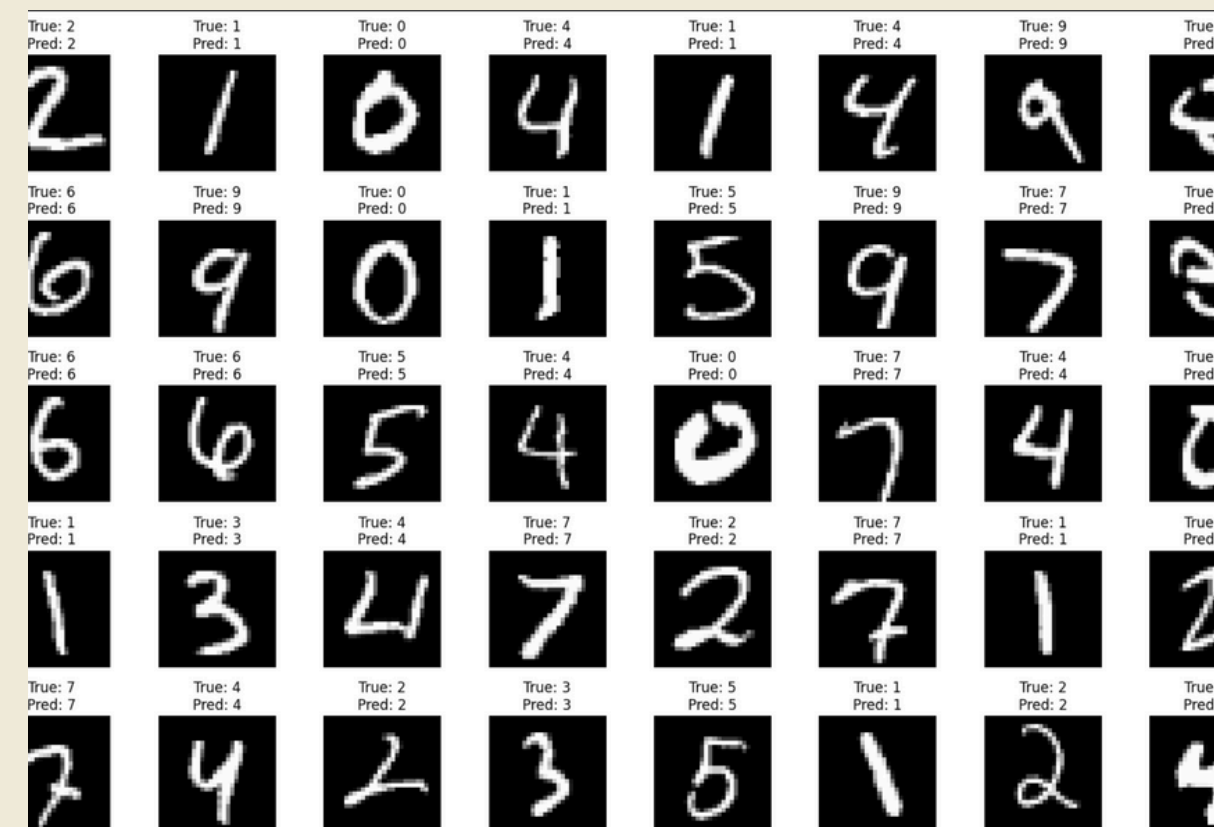 True: 2 True: 1 True: 0 True: 4 True: 1 True: 4 True: 9 True
Pred: 2 Pred: 1 Pred: 0 Pred: 4 Pred: 1 Pred: 4 Pred: 9 Pred
2 1 0 4 1 4 9
True: 6 True: 9 True: 0 True: 1 True: 5 True: 9 True: 7 True
Pred: 6 Pred: 9 Pred: 0 Pred: 1 Pred: 5 Pred: 9 Pred: 7 Pred
6 9 0 1 5 9 7
True: 6 True: 6 True: 5 True: 4 True: 0 True: 7 True: 4 True
Pred: 6 Pred: 6 Pred: 5 Pred: 4 Pred: 0 Pred: 7 Pred: 4 Pred
6 6 5 4 0 7 4
True: 1 True: 3 True: 4 True: 7 True: 2 True: 7 True: 1 True
Pred: 1 Pred: 3 Pred: 4 Pred: 7 Pred: 2 Pred: 7 Pred: 1 Pred
1 3 4 7 2 7 1
True: 7 True: 4 True: 2 True: 3 True: 5 True: 1 True: 2 True
Pred: 7 Pred: 4 Pred: 2 Pred: 3 Pred: 5 Pred: 1 Pred: 2 Pred
7 4 2 3 5 1 2